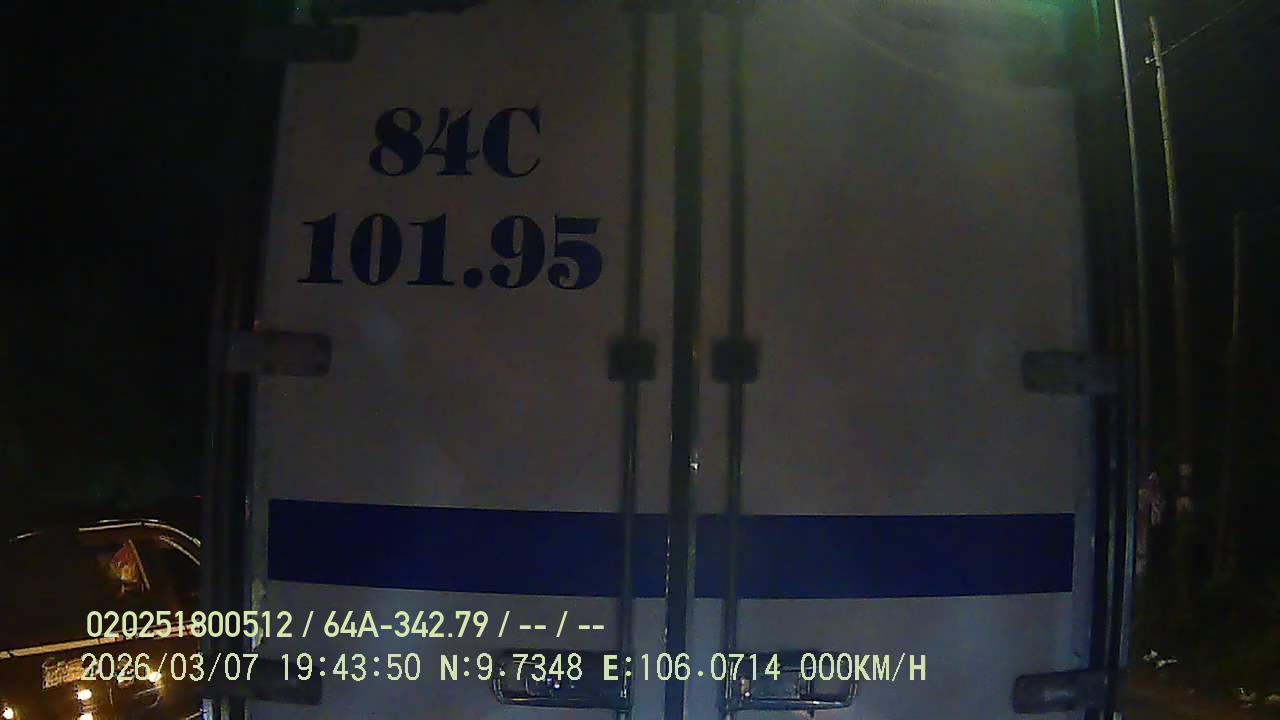 84C
101.95
020251800512 / 64A-342.79 / -- / --
2026/03/07 19:43:50 N:9.7348 E:106.0714 000KM/H